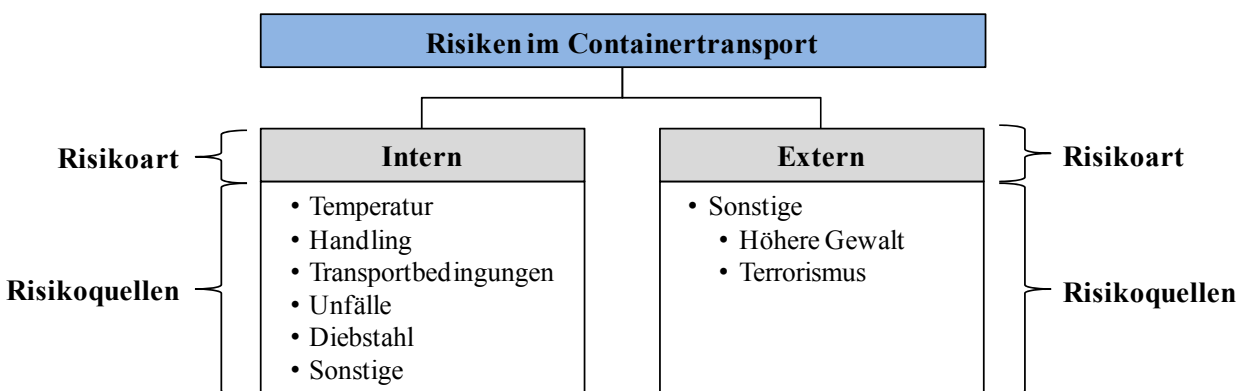 Risiken im Containertransport
Risikoart
Intern
Extern
Risikoart
Risikoquellen
• Temperatur
• Handling
• Transportbedingungen
• Unfälle
• Diebstahl
• Sonstige
• Sonstige
• Höhere Gewalt
• Terrorismus
Risikoquellen